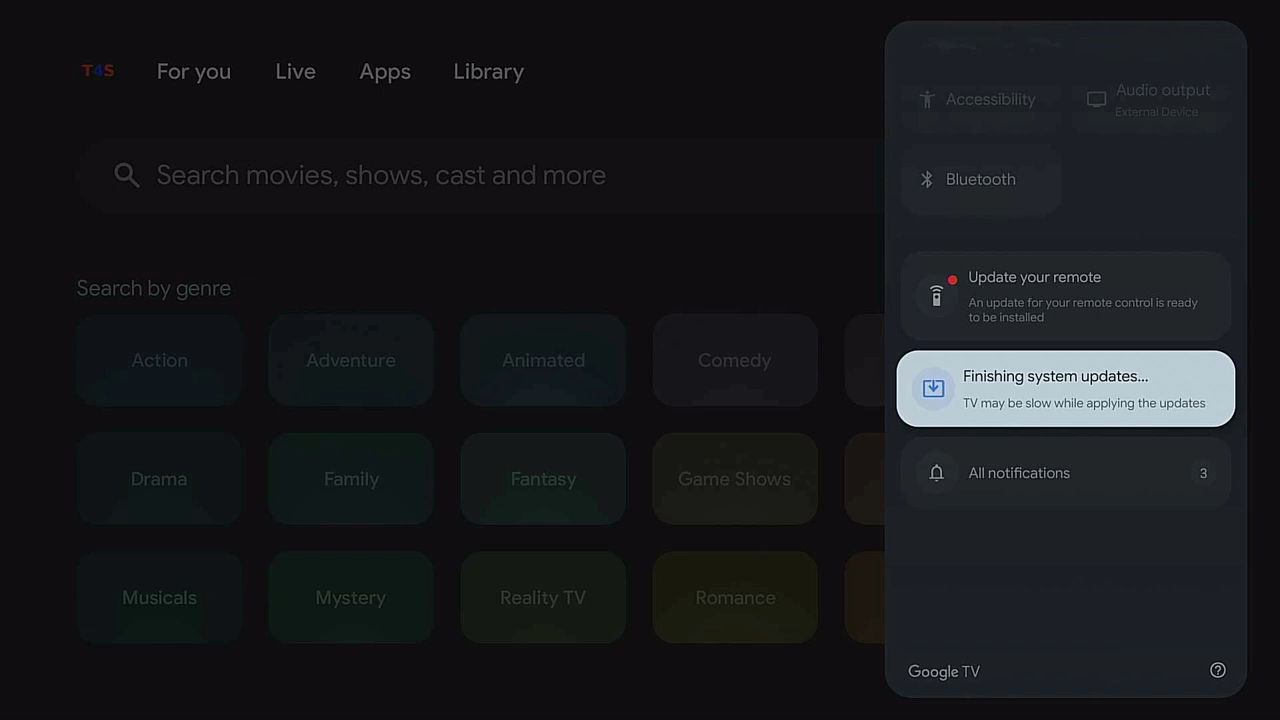 T4S
For you
Live
Apps
Library
Search movies, shows, cast and more
Search by genre
Action
Adventure
Animated
Comedy
Drama
Family
Fantasy
Game Shows
Musicals
Mystery
Reality TV
Romance
Accessibility
Audio output
External Device
Bluetooth
Update your remote
An update for your remote control is ready
to be installed
Finishing system updates...
TV may be slow while applying the updates
All notifications
3
Google TV